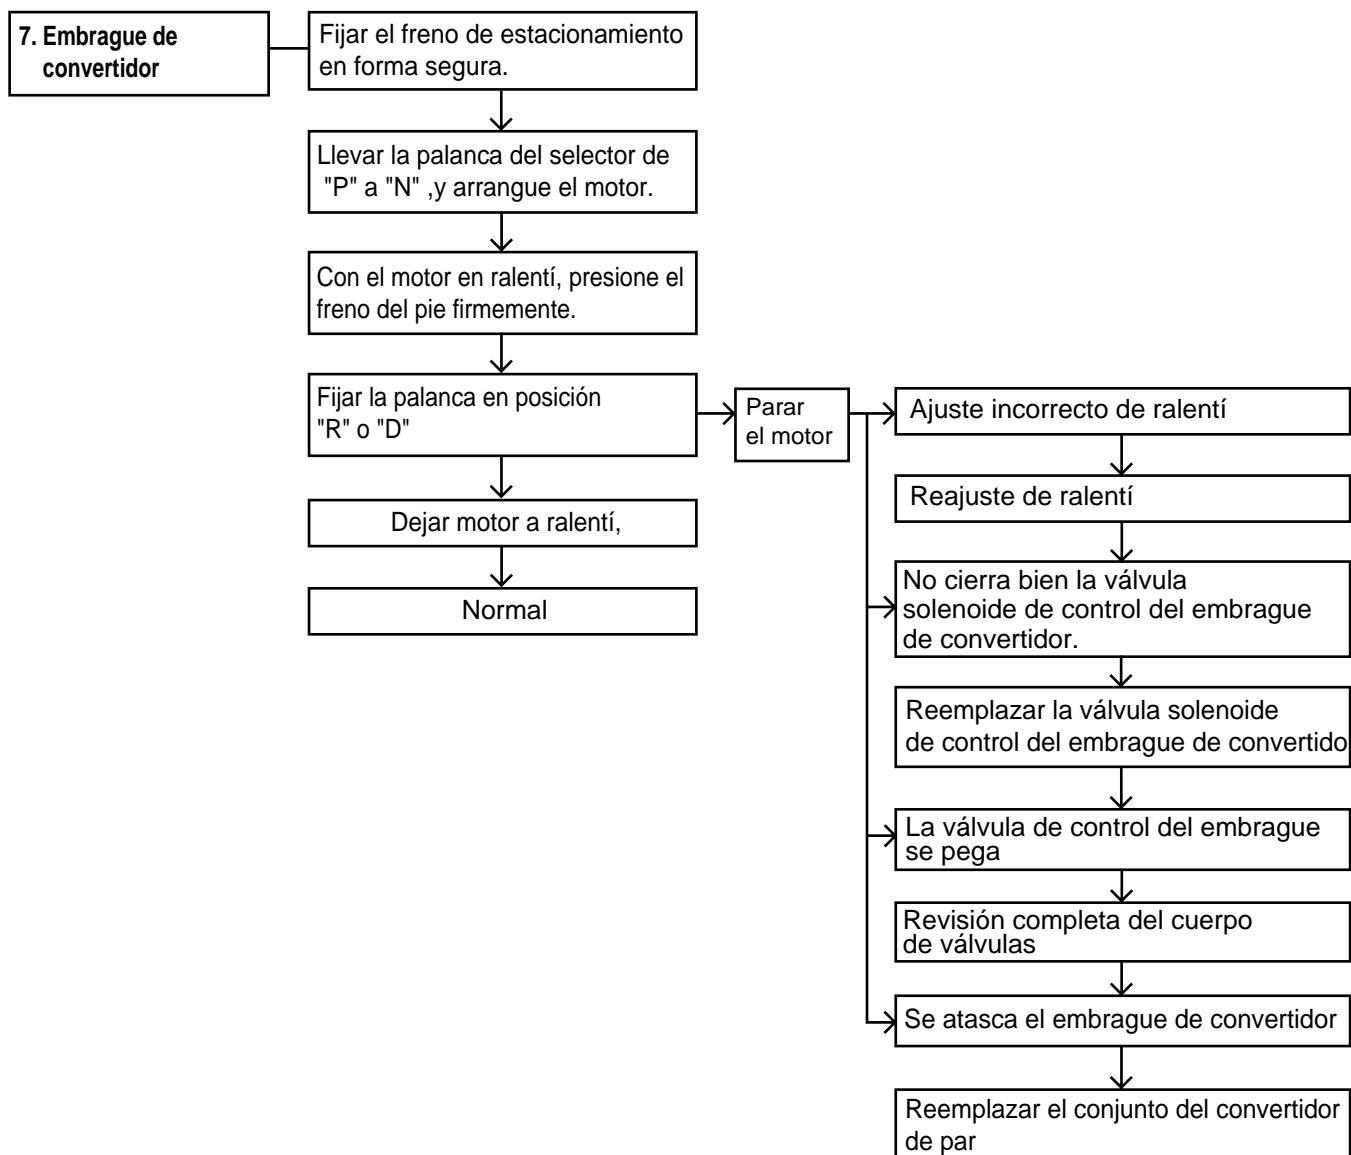 7. Embrague de
convertidor
Fijar el freno de estacionamiento
en forma segura.
Llevar la palanca del selector de
"P" a "N" ,y arrangue el motor.
Con el motor en ralentí, presione el
freno del pie firmemente.
Fijar la palanca en posición
"R" o "D"
Dejar motor a ralentí,
Normal
Parar
el motor
Ajuste incorrecto de ralentí
Reajuste de ralentí
No cierra bien la válvula
solenoide de control del embrague
de convertidor.
Reemplazar la válvula solenoide
de control del embrague de convertido
La válvula de control del embrague
se pega
Revisión completa del cuerpo
de válvulas
Se atasca el embrague de convertidor
Reemplazar el conjunto del convertidor
de par